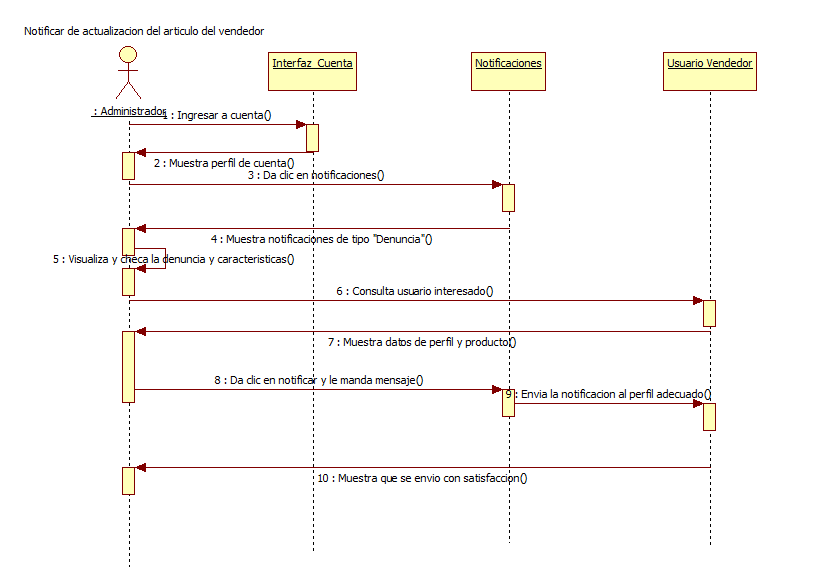 Notificar de actualizacion del articulo del vendedor
Interfaz_Cuenta
Notificaciones
Usuario Vendedor
: Administrador
1 : Ingresar a cuenta()
2 : Muestra perfil de cuenta()
3 : Da clic en notificaciones()
4 : Muestra notificaciones de tipo "Denuncia"()
5 : Visualiza y checa la denuncia y caracteristicas()
6 : Consulta usuario interesado()
7 : Muestra datos de perfil y producto()
8 : Da clic en notificar y le manda mensaje()
9 : Envia la notificacion al perfil adecuado()
10 : Muestra que se envio con satisfaccion()